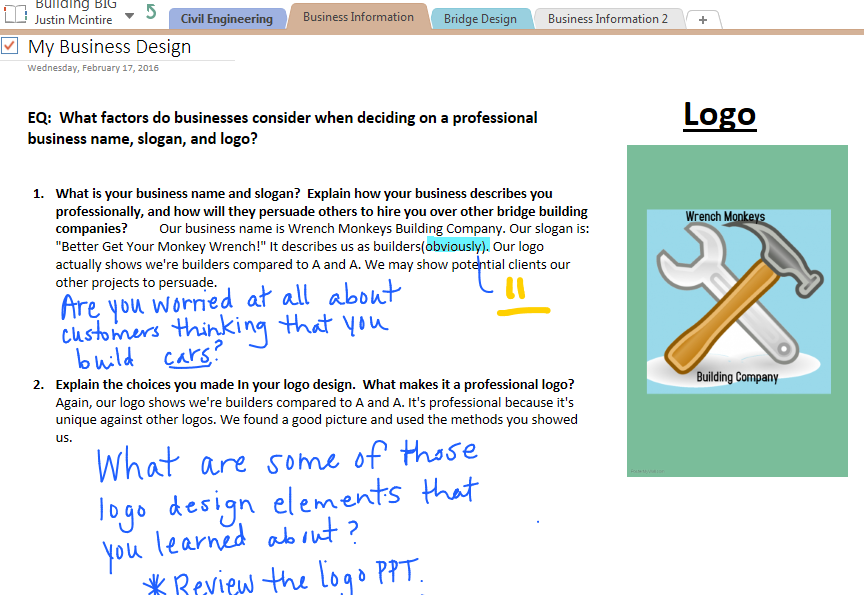 Building BIG
Justin Mcintire
Civil Engineering
Business Information
Bridge Design
Business Information 2
+
My Business Design
Wednesday, February 17, 2016
EQ: What factors do businesses consider when deciding on a professional
business name, slogan, and logo?
Logo
1. What is your business name and slogan? Explain how your business describes you
professionally, and how will they persuade others to hire you over other bridge building
companies? Our business name is Wrench Monkeys Building Company. Our slogan is:
"Better Get Your Monkey Wrench!" It describes us as builders(obviously). Our logo
actually shows we're builders compared to A and A. We may show potential clients our
other projects to persuade.
Wrench Monkeys
Building Company
Are you worried at all about
customers thinking that you
build cars?
2. Explain the choices you made In your logo design. What makes it a professional logo?
Again, our logo shows we're builders compared to A and A. It's professional because it's
unique against other logos. We found a good picture and used the methods you showed
us.
What are some of those
logo design elements that
you learned about?
* Review the logo PPT.